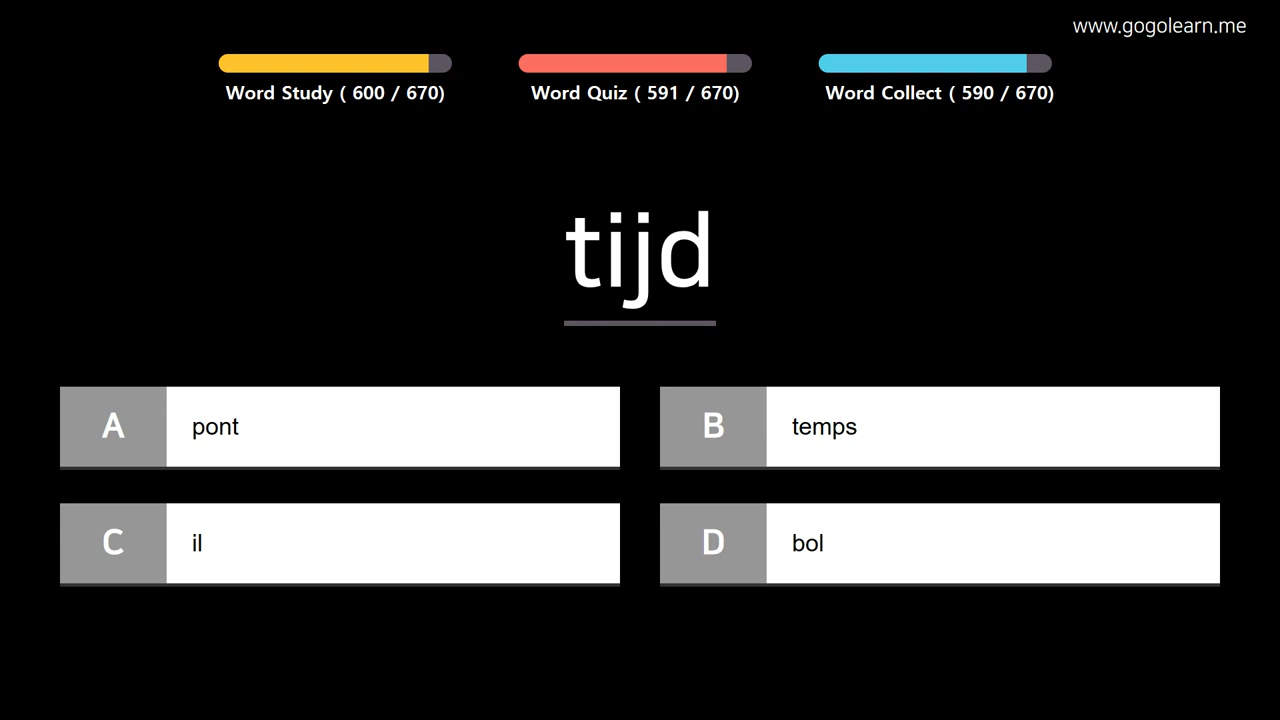 www.gogolearn.me
Word Study ( 600 / 670)
Word Quiz ( 591 / 670)
Word Collect ( 590 / 670)
tijd
A pont
B temps
C il
D bol